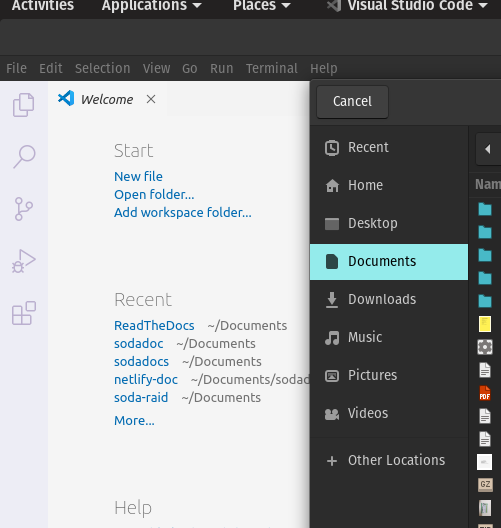 Activities Applications Places Visual Studio Code
File Edit Selection View Go Run Terminal Help
Welcome
Cancel
Start
New file
Open folder...
Add workspace folder...
Recent
ReadTheDocs ~/Documents
sodadoc ~/Documents
sodadocs ~/Documents
netlify-doc ~/Documents/sodad
soda-raid ~/Documents
More...
Help
Recent
Home
Desktop
Documents
Downloads
Music
Pictures
Videos
Other Locations
Nam
PDF
GZ